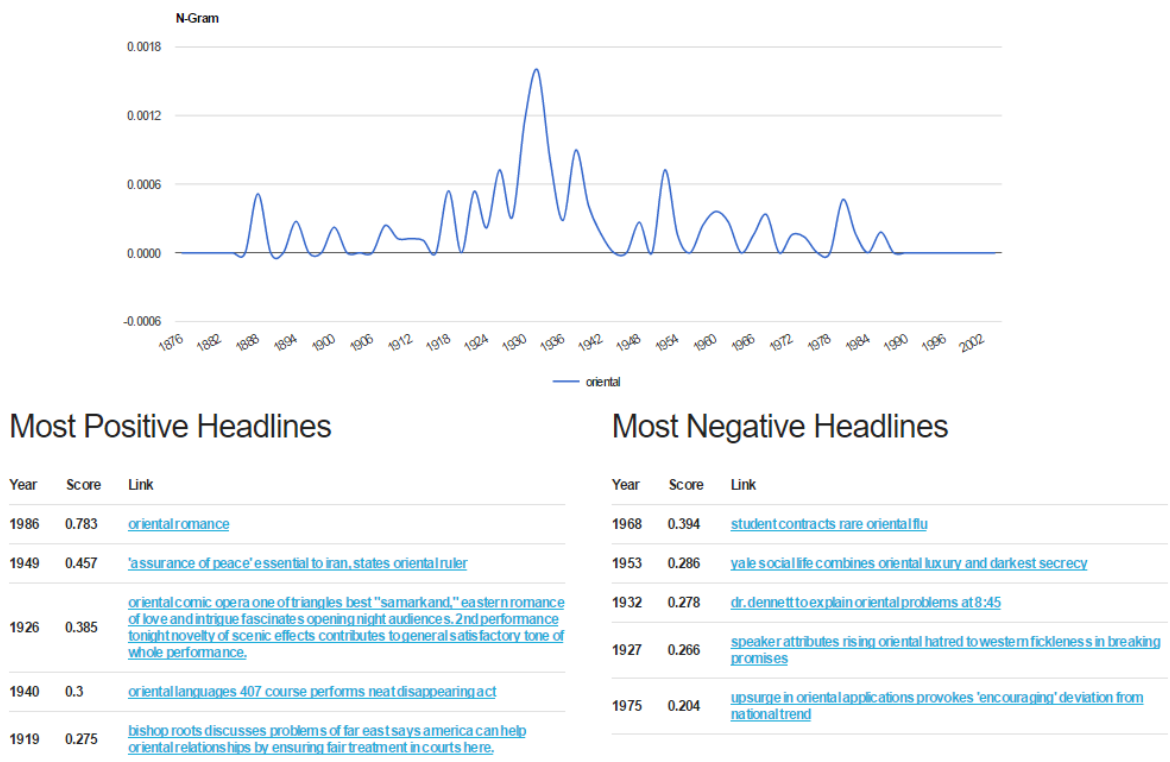 N-Gram
0.0018
0.0012
0.0006
0.0000
-0.0006
1876 1882 1888 1894 1900 1906 1912 1918 1924 1930 1936 1942 1948 1954 1960 1966 1972 1978 1984 1990 1996 2002
oriental
Most Positive Headlines
Year Score Link
1986 0.783 oriental romance
1949 0.457 'assurance of peace' essential to iran, states oriental ruler
1926 0.385 oriental comic opera one of triangles best "samarkand," eastern romance
of love and intrigue fascinates opening night audiences. 2nd performance
tonight novelty of scenic effects contributes to general satisfactory tone of
whole performance.
1940 0.3 oriental languages 407 course performs neat disappearing act
1919 0.275 bishop roots discusses problems of far east says america can help
oriental relationships by ensuring fair treatment in courts here.
Most Negative Headlines
Year Score Link
1968 0.394 student contracts rare oriental flu
1953 0.286 yale social life combines oriental luxury and darkest secrecy
1932 0.278 dr. dennett to explain oriental problems at 8:45
1927 0.266 speaker attributes rising oriental hatred to western fickleness in breaking
promises
1975 0.204 upsurge in oriental applications provokes 'encouraging' deviation from
national trend